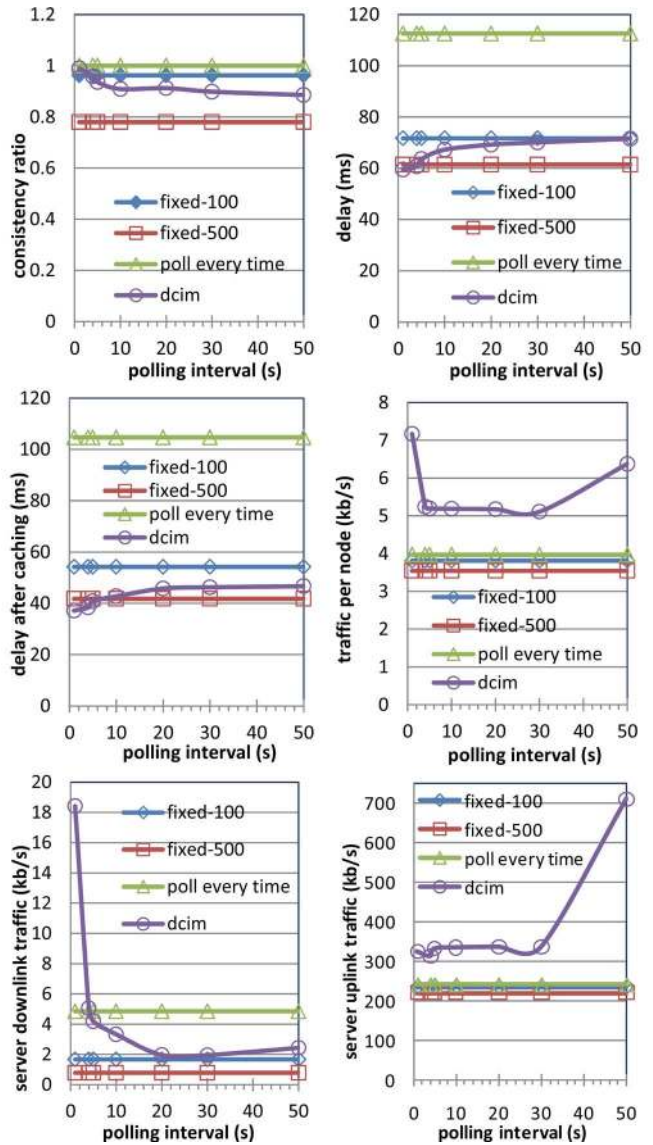 1.2
1
0.8
0.6
0.4
0.2
0
consistency ratio
fixed-100
fixed-500
poll every time
dcim
0 10 20 30 40 50
polling interval (s)
120
100
80
60
40
20
0
delay (ms)
fixed-100
fixed-500
poll every time
dcim
0 10 20 30 40 50
polling interval (s)
120
100
80
60
40
20
0
delay after caching (ms)
fixed-100
fixed-500
poll every time
dcim
0 10 20 30 40 50
polling interval (s)
8
7
6
5
4
3
2
1
0
traffic per node (kb/s)
fixed-100
fixed-500
poll every time
dcim
0 10 20 30 40 50
polling interval (s)
20
18
16
14
12
10
8
6
4
2
0
server downlink traffic (kb/s)
fixed-100
fixed-500
poll every time
dcim
0 10 20 30 40 50
polling interval (s)
700
600
500
400
300
200
100
0
server uplink traffic (kb/s)
fixed-100
fixed-500
poll every time
dcim
0 10 20 30 40 50
polling interval (s)